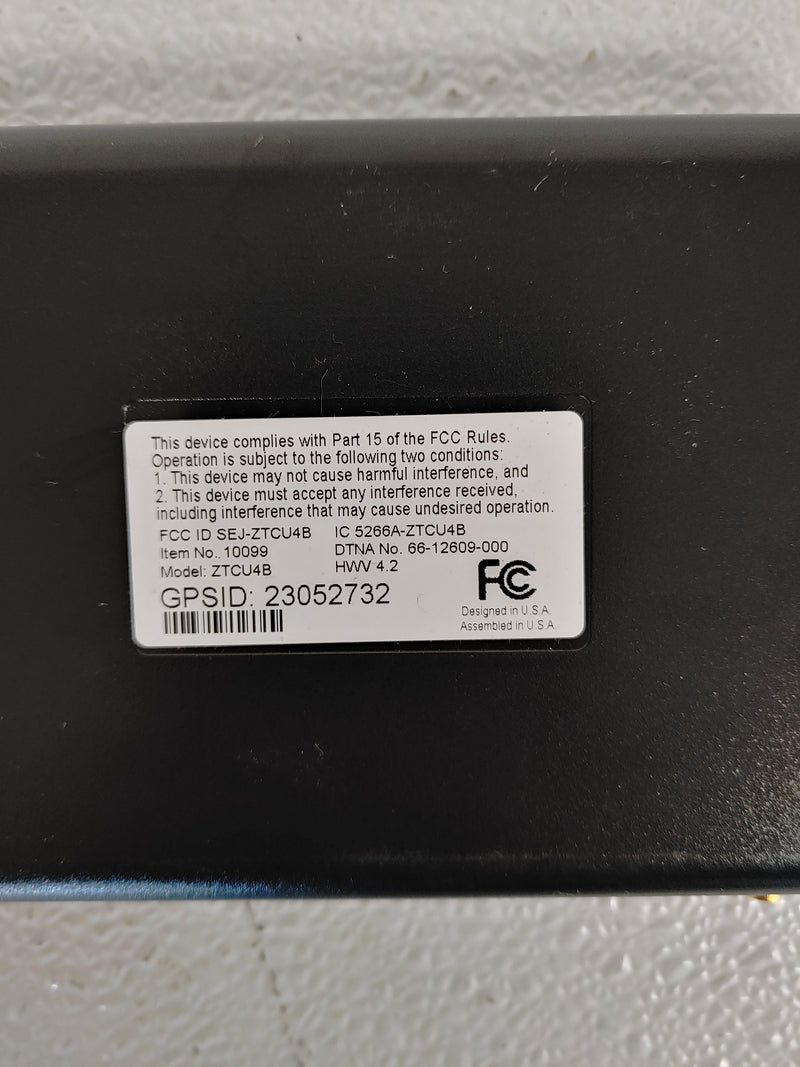 This device complies with Part 15 of the FCC Rules.
Operation is subject to the following two conditions:
1. This device may not cause harmful interference, and
2. This device must accept any interference received,
including interference that may cause undesired operation.
FCC ID SEJ-ZTCU4B IC 5266A-ZTCU4B
Item No.. 10099 DTNA No. 66-12609-000
Model: ZTCU4B HWV 4.2
GPSID: 23052732
FC
Designed in U.S.A.
Assembled in U.S.A.